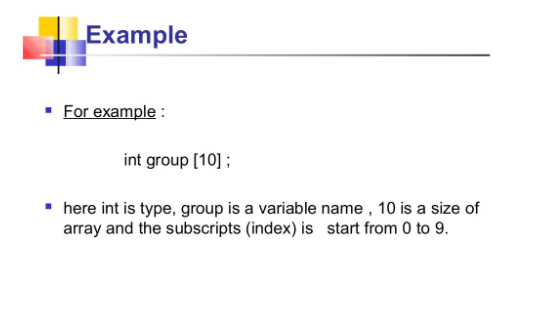 Example
For example :
int group [10] ;
here int is type, group is a variable name , 10 is a size of
array and the subscripts (index) is start from 0 to 9.